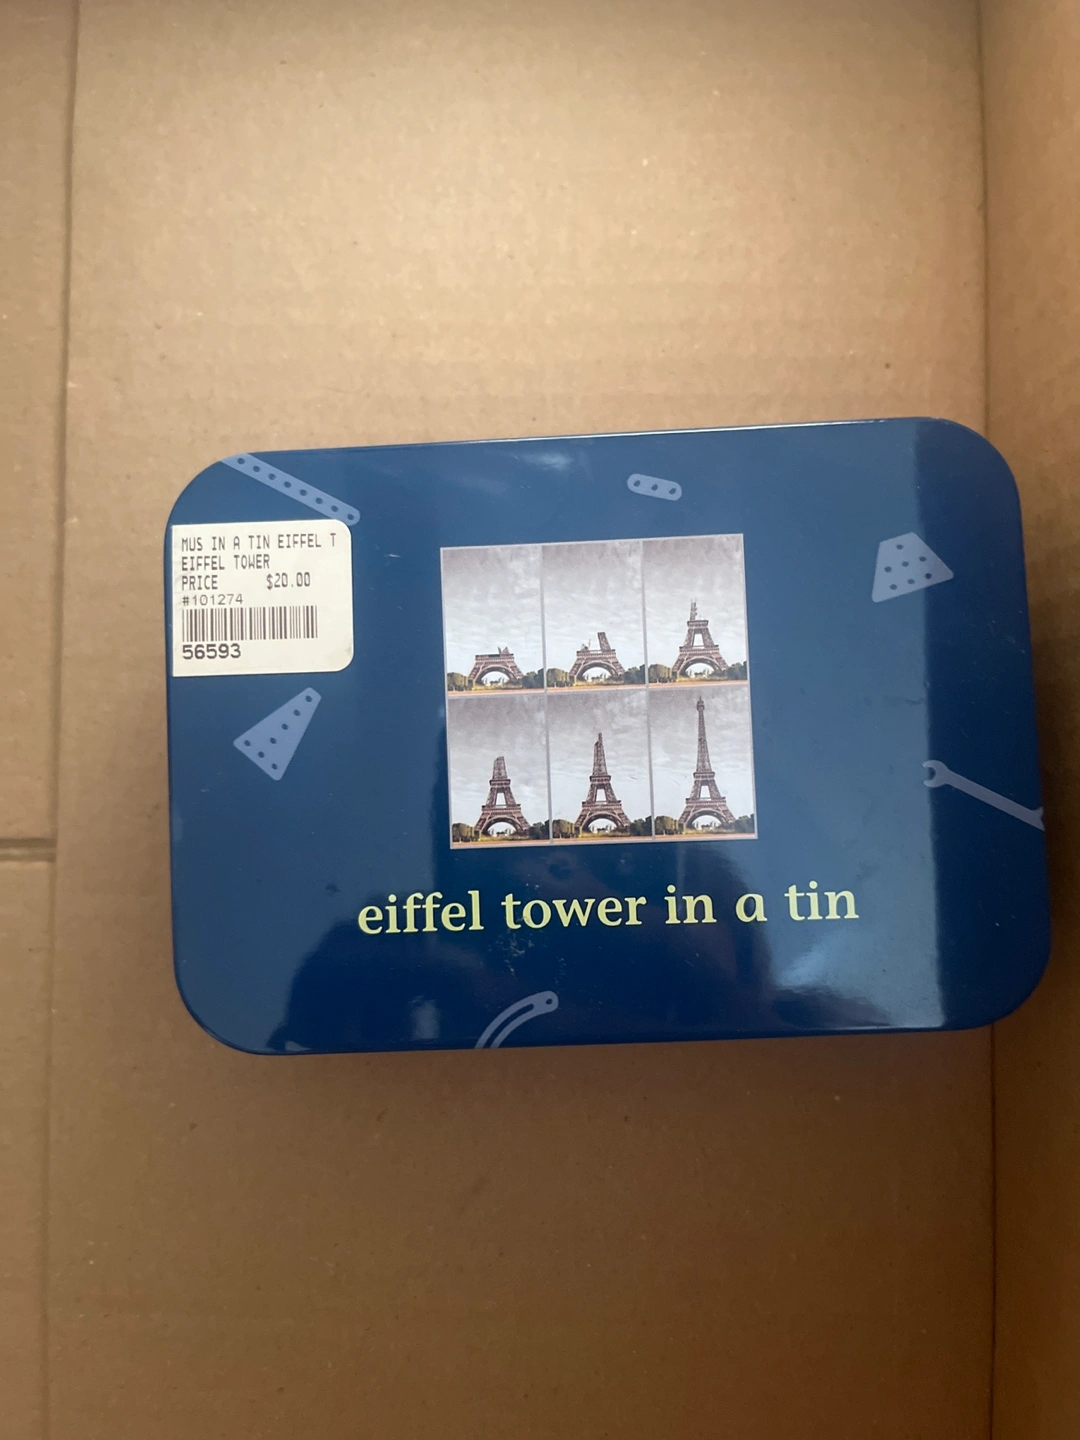 MUS IN A TIN EIFFEL T
EIFFEL TOWER
PRICE $20.00
#101274
56593
eiffel tower in a tin